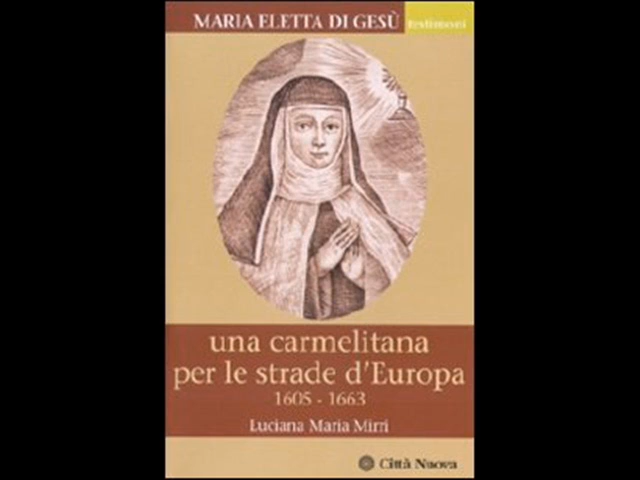 MARIA ELETTA DI GESÙ
testimoni
una carmelitana
per le strade d'Europa
1605 - 1663
Luciana Maria Mirri
Città Nuova